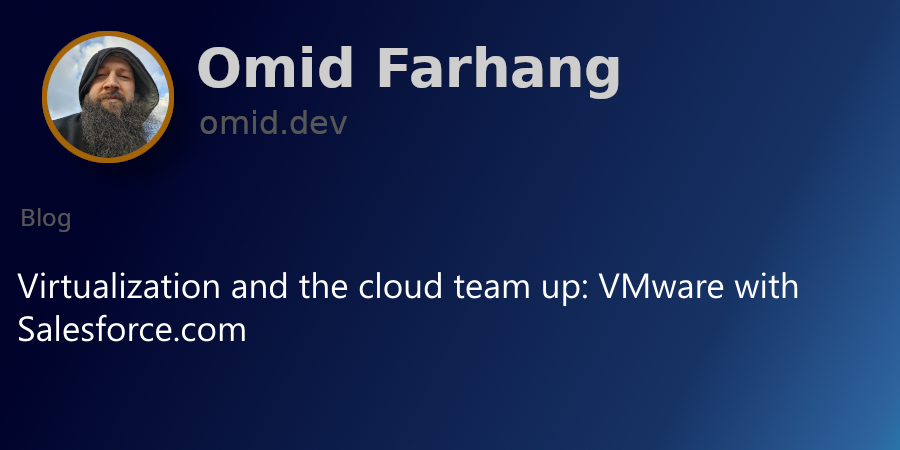 Omid Farhang
omid.dev
Blog
Virtualization and the cloud team up: VMware with
Salesforce.com